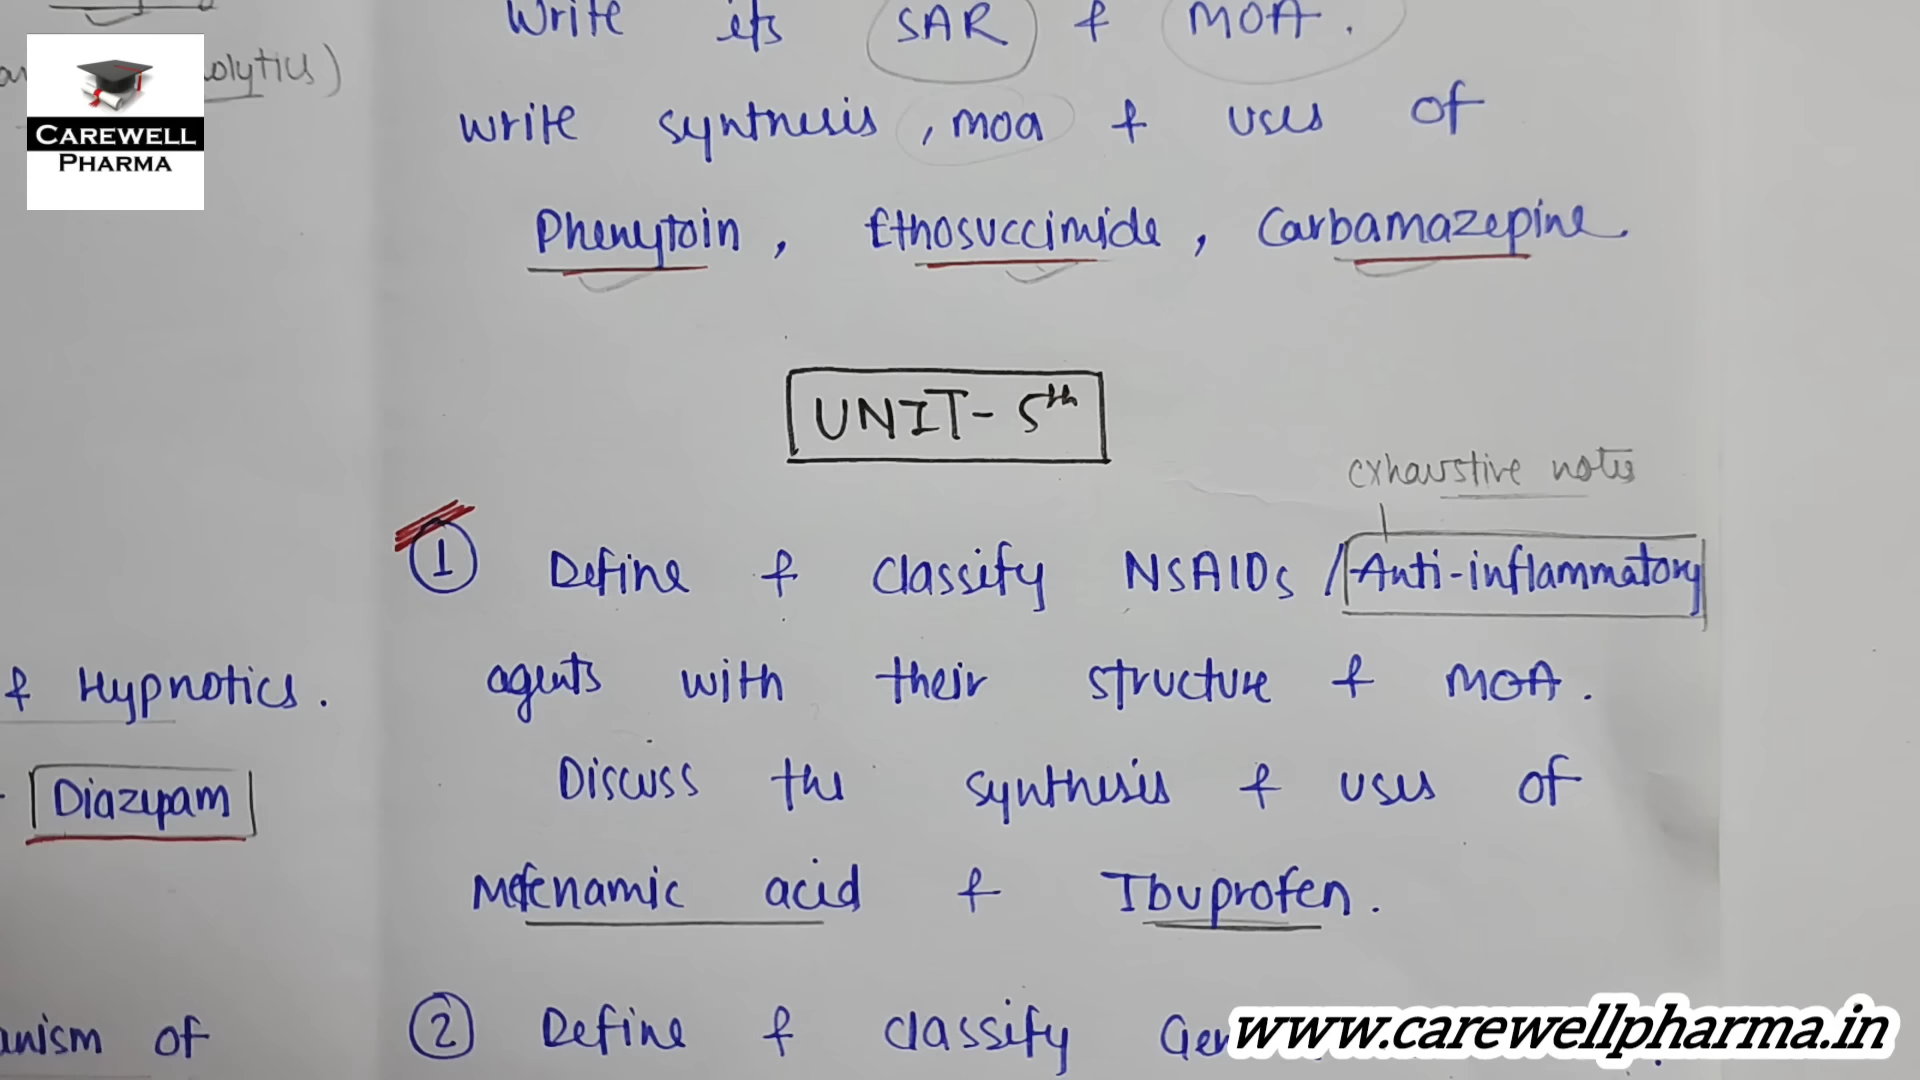 Write its SAR & MOA.
olytics)
CAREWELL
PHARMA
write synthesis, moa & uses of
Phenytoin, Ethosuccimide, Carbamazepine.
UNIT- 5th
exhaustive notes
1 Define & classify NSAIDs / Anti-inflammatory
agents with their structure & MOA.
& Hypnotics.
Discuss the synthesis & uses of
Diazepam
Mefenamic acid & Ibuprofen.
2 Define & classify Gen
anism of
www.carewellpharma.in